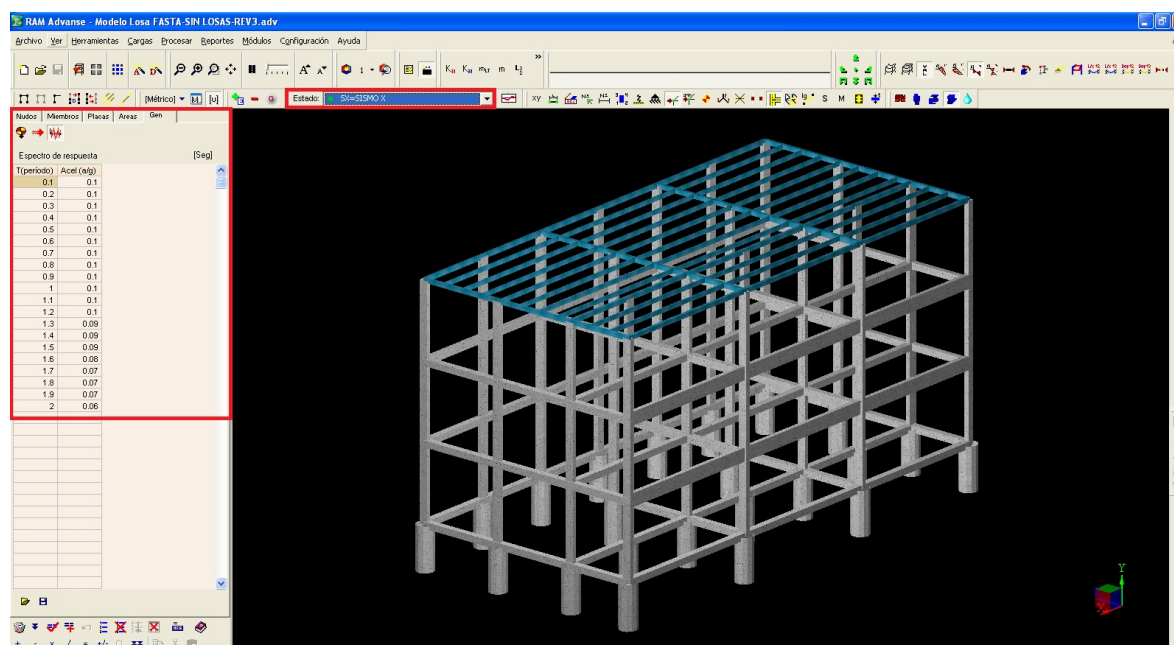 RAM Advanse - Modelo Losa FASTA-SIN LOSAS-REV3.adv
Archivo Ver Herramientas Cargas Procesar Reportes Módulos Configuración Ayuda
[Métrico] Estado: SX=SISMO X
Nudos Miembros Placas Areas Gen
Espectro de respuesta [Seg]
T(período) Acel (a/g)
0.1 0.1
0.2 0.1
0.3 0.1
0.4 0.1
0.5 0.1
0.6 0.1
0.7 0.1
0.8 0.1
0.9 0.1
1 0.1
1.1 0.1
1.2 0.1
1.3 0.09
1.4 0.09
1.5 0.09
1.6 0.08
1.7 0.07
1.8 0.07
1.9 0.07
2 0.06
Y